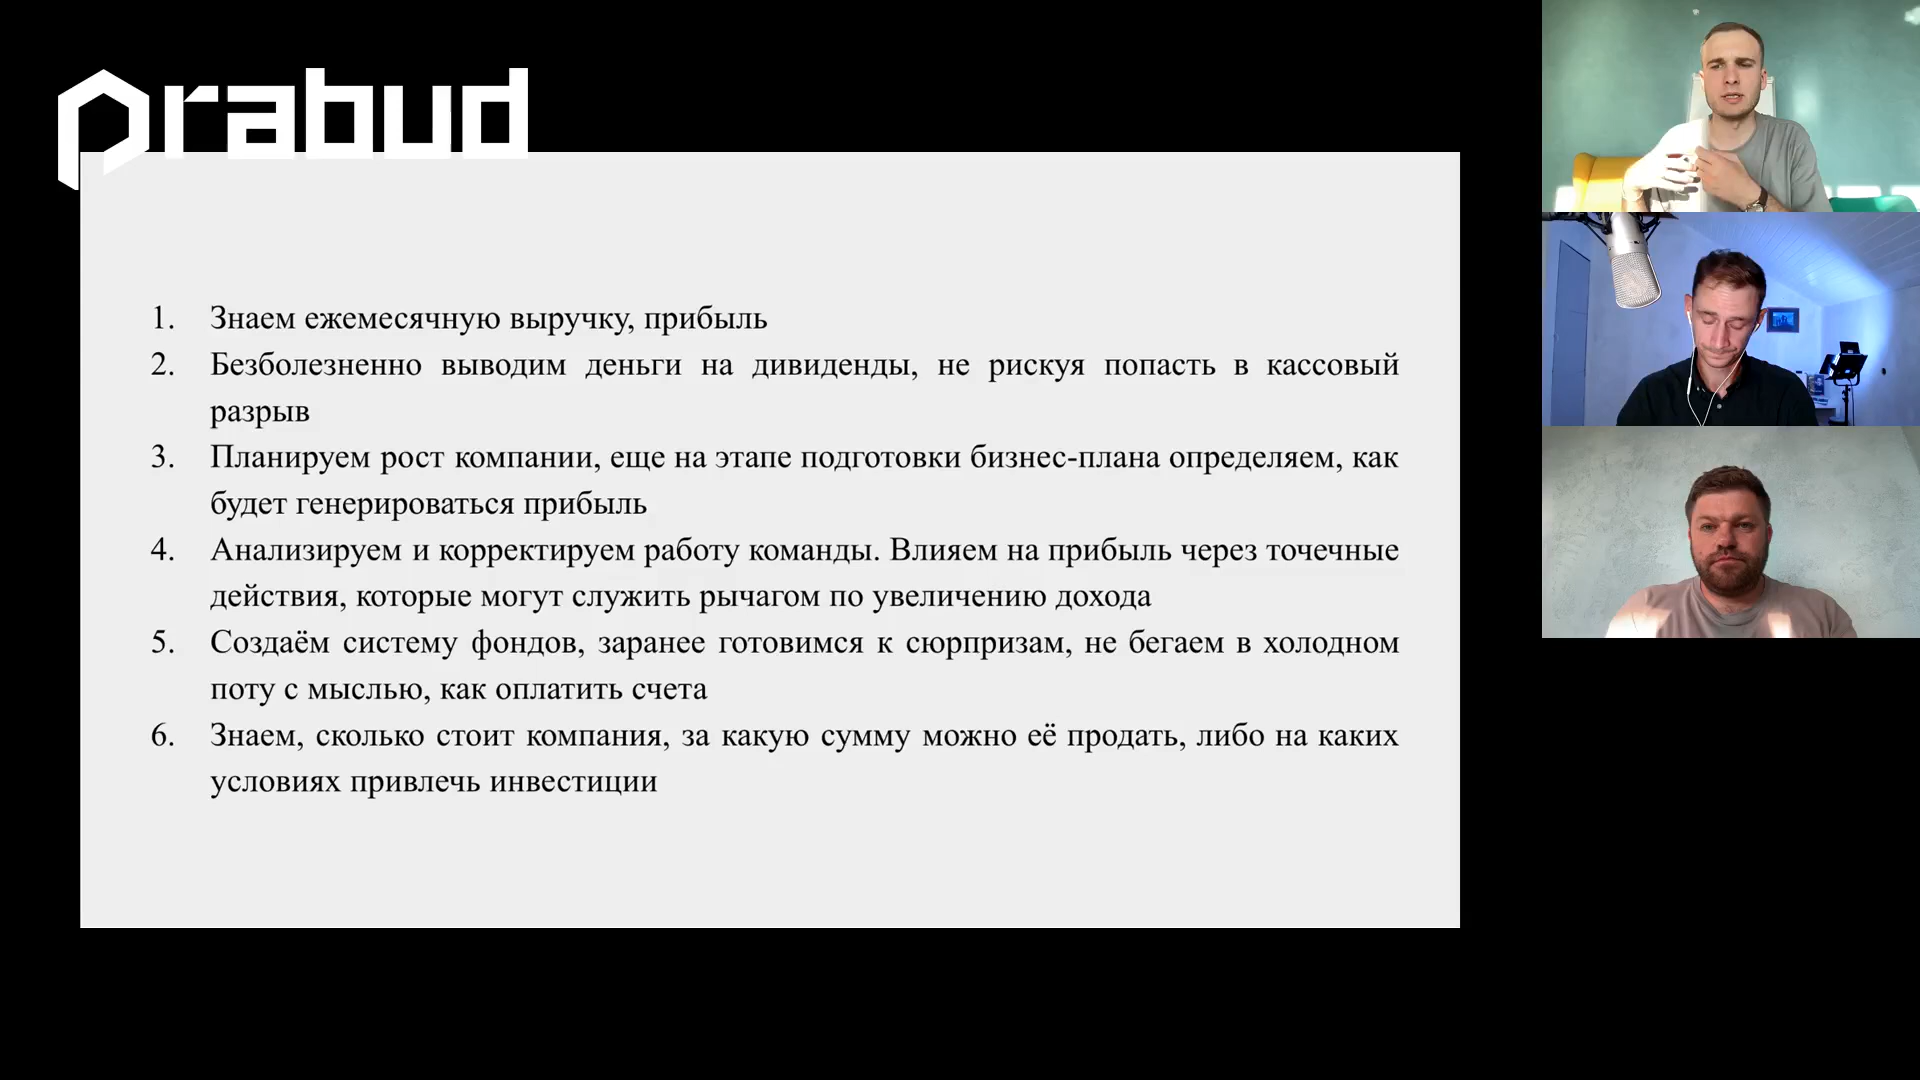 prabud
1. Знаем ежемесячную выручку, прибыль
2. Безболезненно выводим деньги на дивиденды, не рискуя попасть в кассовый
разрыв
3. Планируем рост компании, еще на этапе подготовки бизнес-плана определяем, как
будет генерироваться прибыль
4. Анализируем и корректируем работу команды. Влияем на прибыль через точечные
действия, которые могут служить рычагом по увеличению дохода
5. Создаём систему фондов, заранее готовимся к сюрпризам, не бегаем в холодном
поту с мыслью, как оплатить счета
6. Знаем, сколько стоит компания, за какую сумму можно её продать, либо на каких
условиях привлечь инвестиции